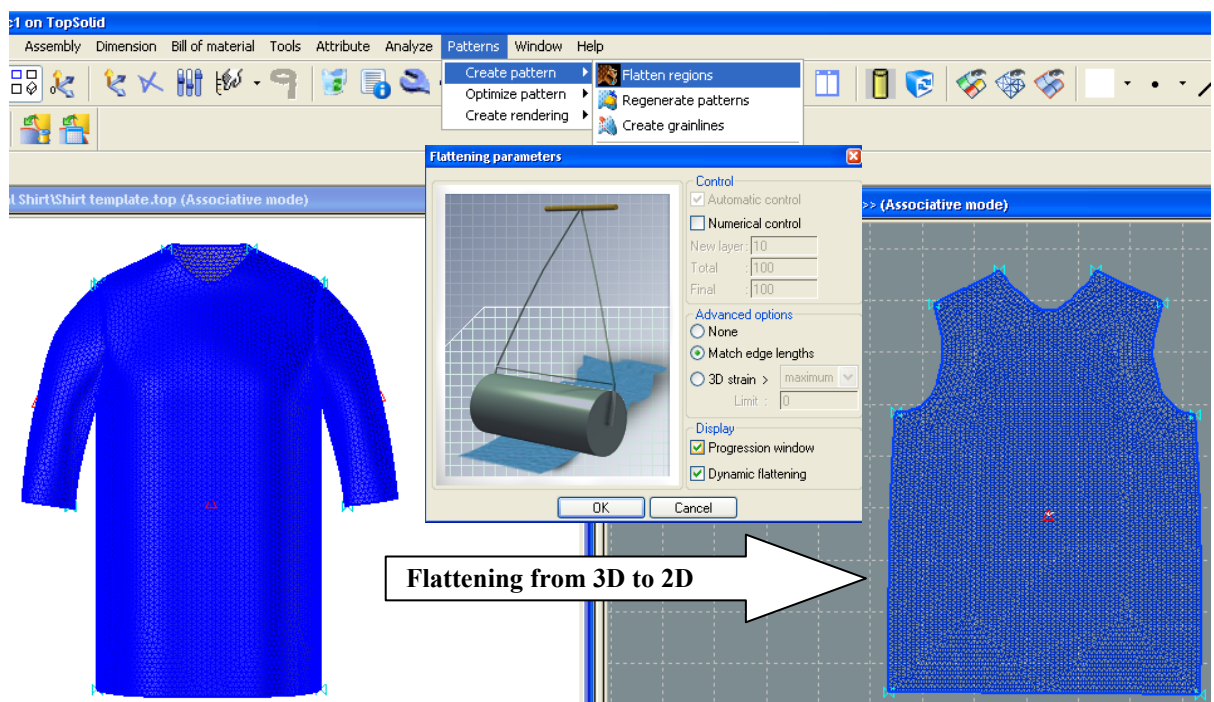 c1 on TopSolid
Assembly Dimension Bill of material Tools Attribute Analyze Patterns Window Help
Create pattern
Optimize pattern
Create rendering
Flatten regions
Regenerate patterns
Create grainlines
Flattening parameters
l Shirt\Shirt template.top (Associative mode)
>> (Associative mode)
Control
Automatic control
Numerical control
New layer: 10
Total : 100
Final : 100
Advanced options
None
Match edge lengths
3D strain > maximum
Limit : 0
Display
Progression window
Dynamic flattening
OK Cancel
Flattening from 3D to 2D